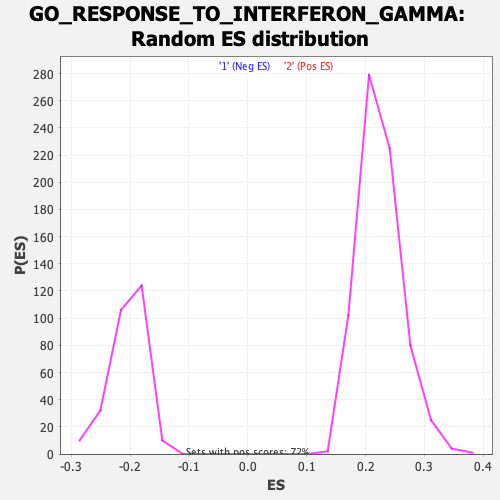 GO_RESPONSE_TO_INTERFERON_GAMMA:
Random ES distribution
'1' (Neg ES) '2' (Pos ES)
280
260
240
220
200
180
160
140
120
100
80
60
40
20
0
P(ES)
Sets with pos scores: 72%
-0.3 -0.2 -0.1 0.0 0.1 0.2 0.3 0.4
ES